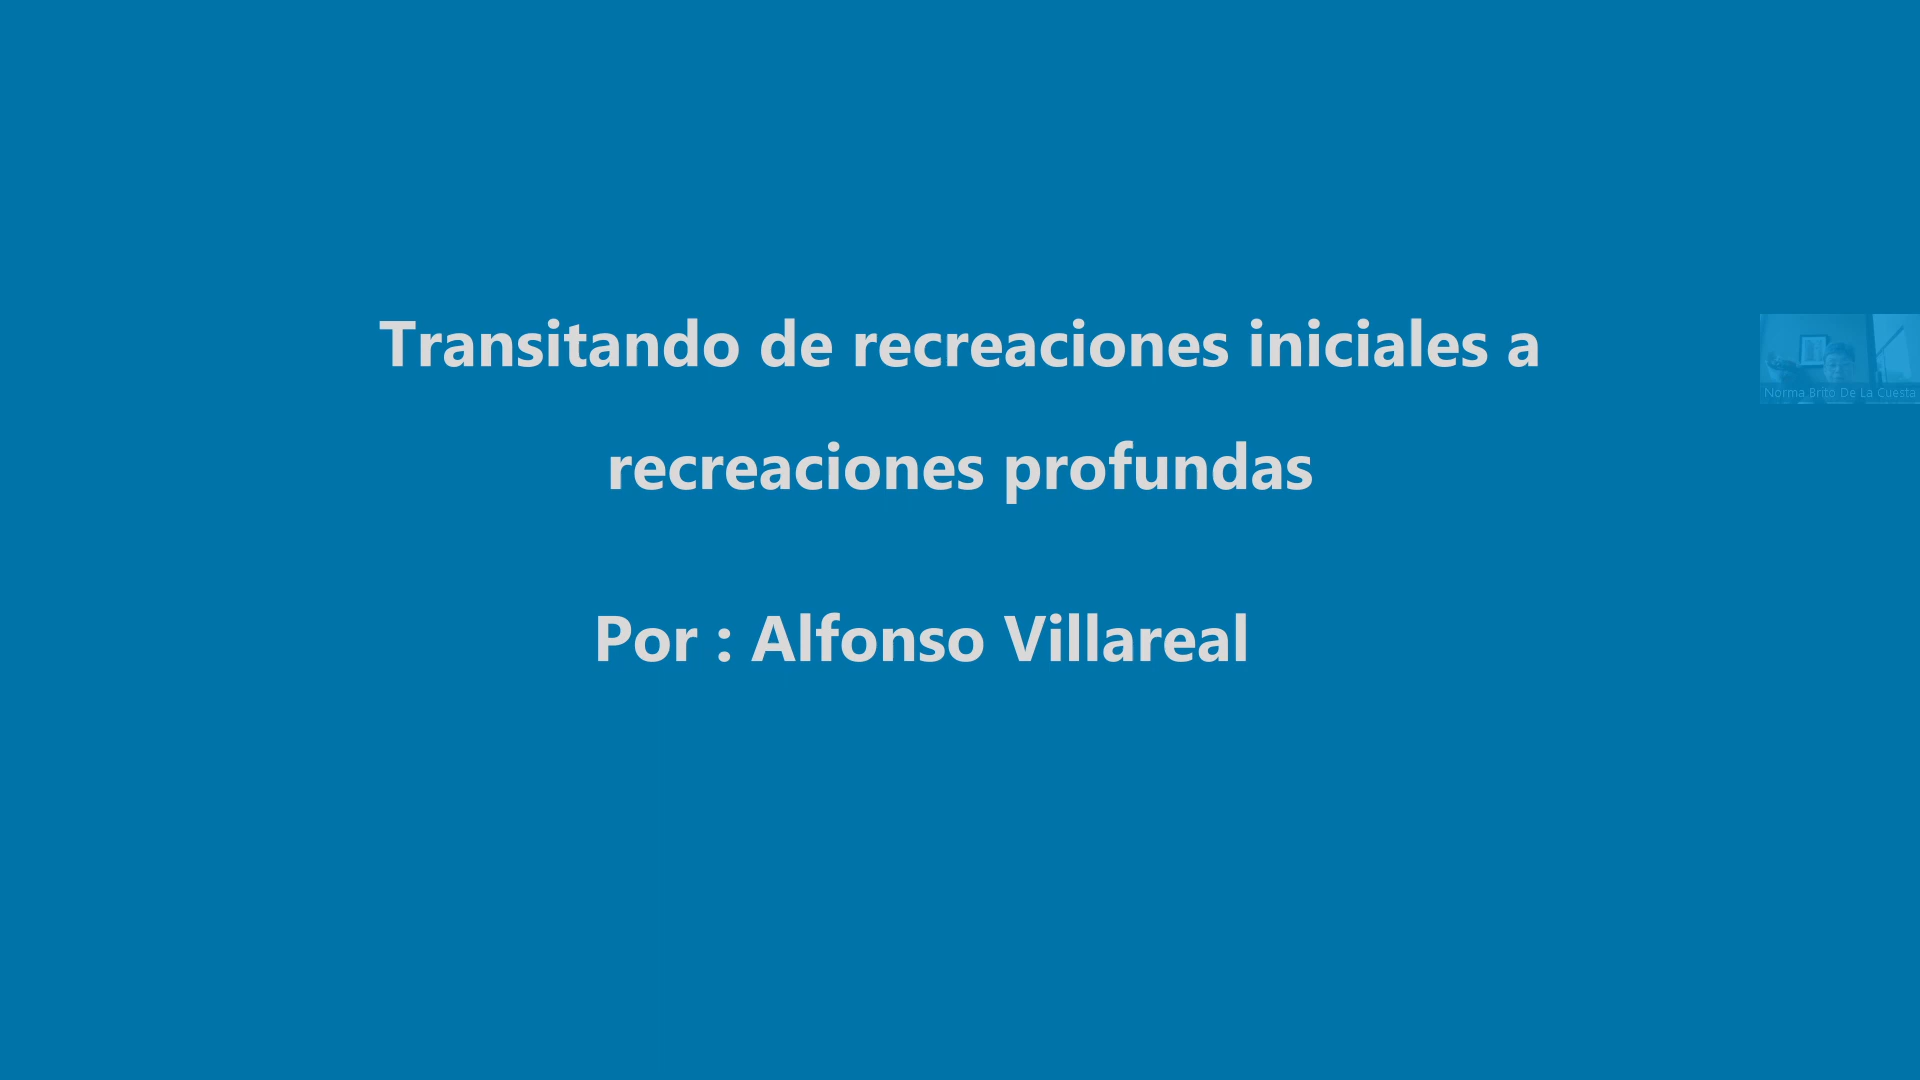 Transitando de recreaciones iniciales a
recreaciones profundas
Por : Alfonso Villareal
Norma Brito De La Cuesta